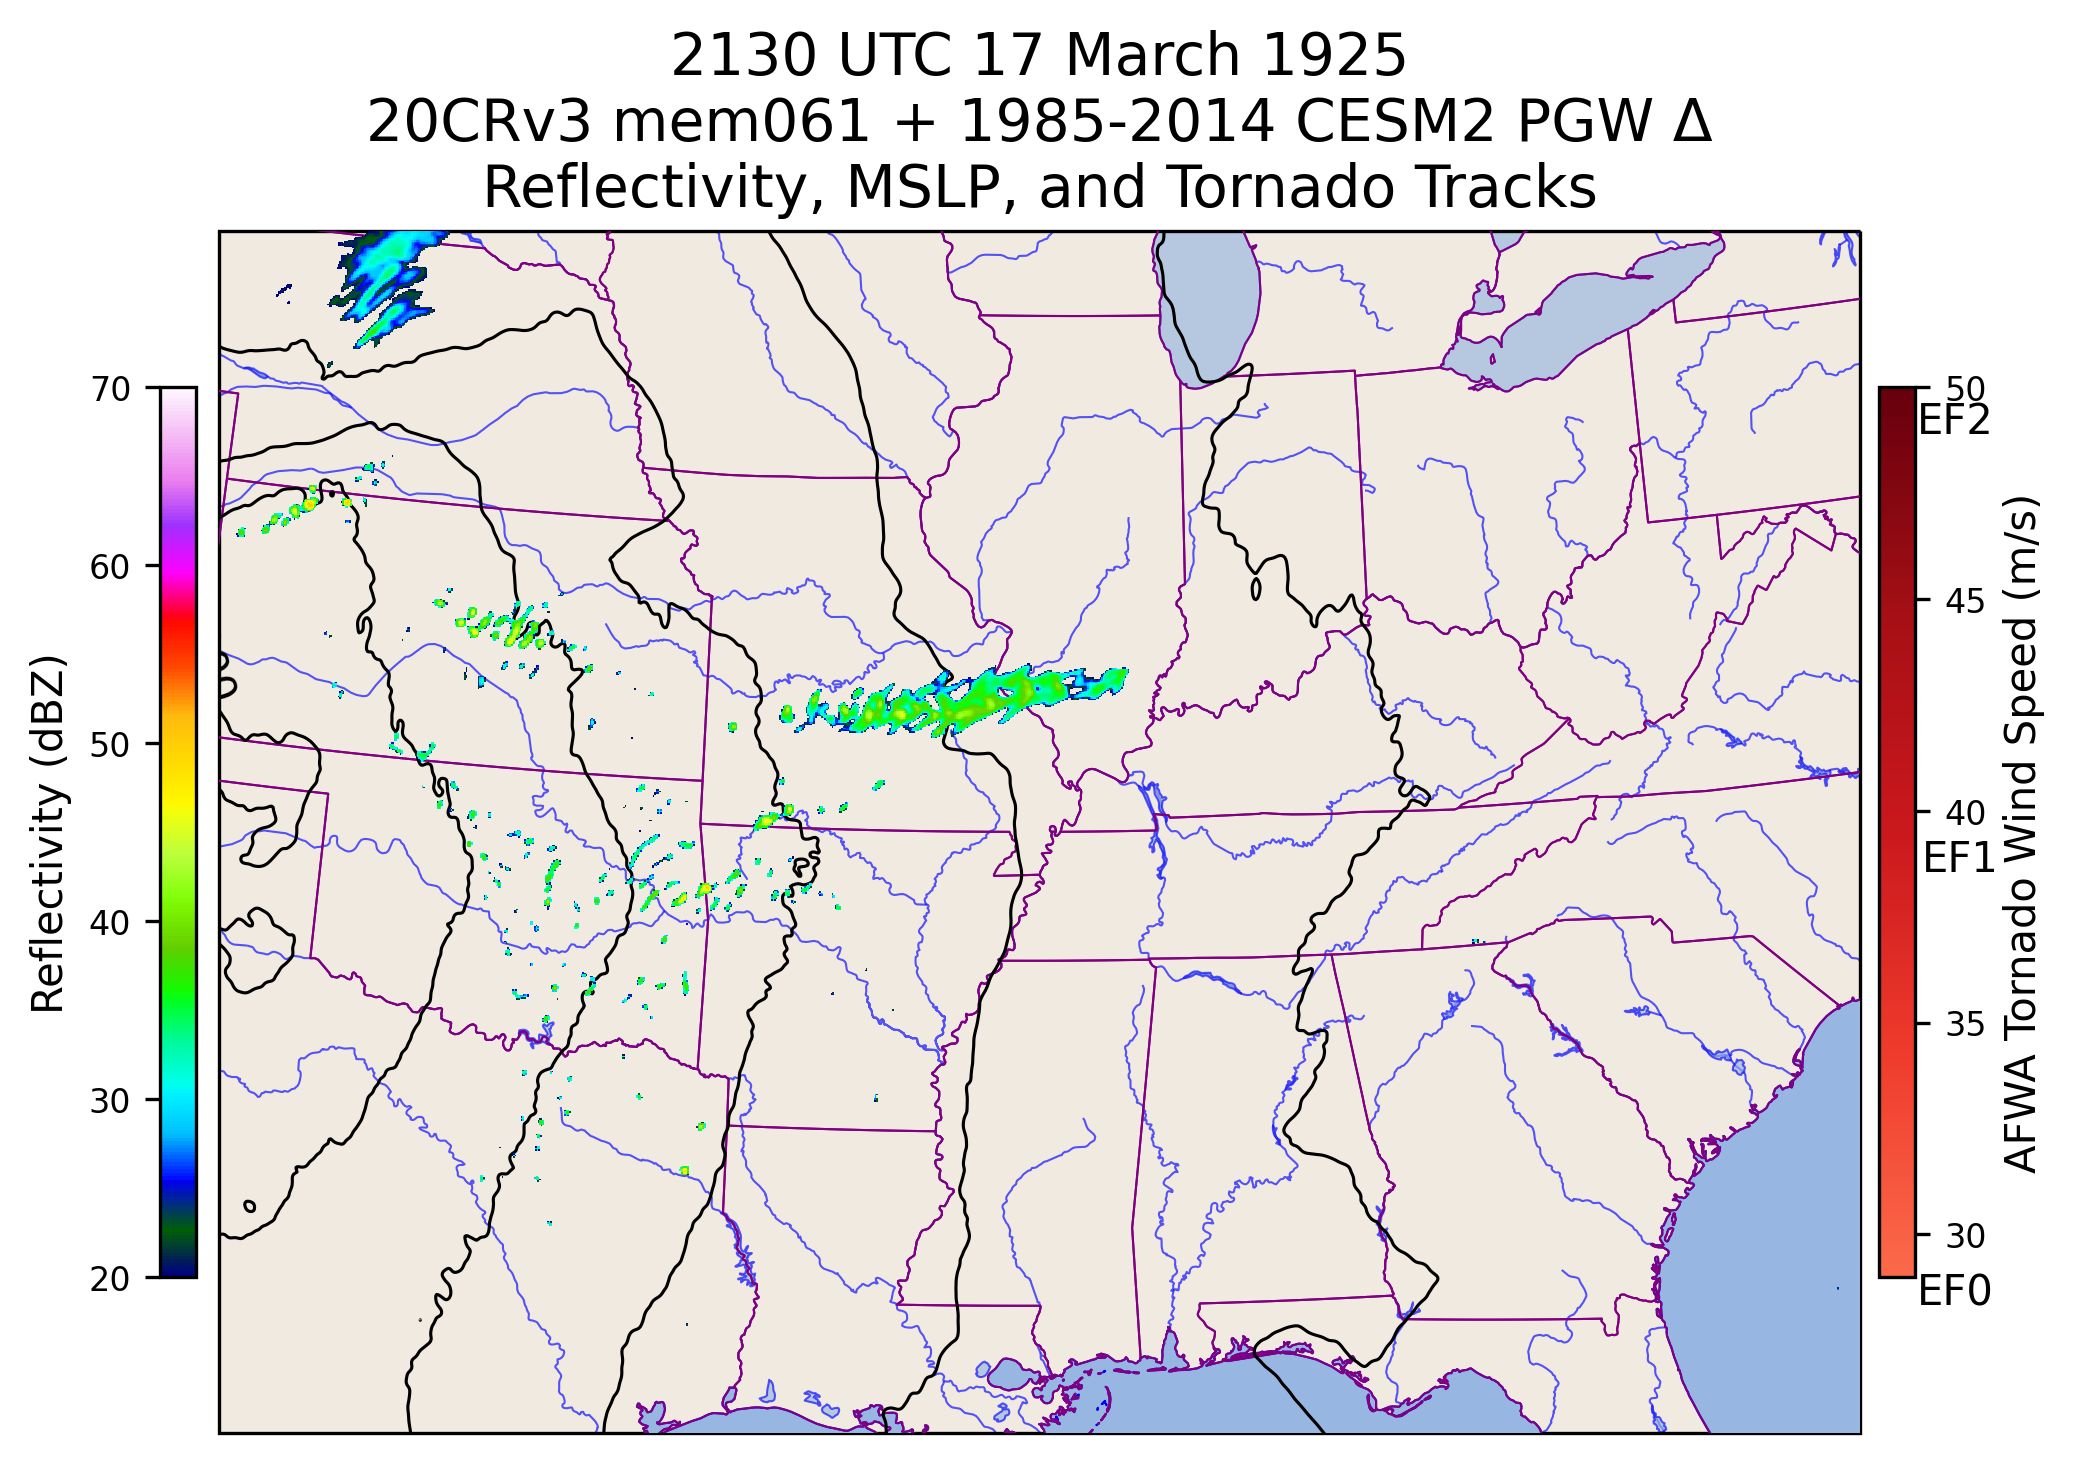 2130 UTC 17 March 1925
20CRv3 mem061 + 1985-2014 CESM2 PGW Δ
Reflectivity, MSLP, and Tornado Tracks
Reflectivity (dBZ)
70
60
50
40
30
20
50
EF2
45
40
EF1
35
30
EF0
AFWA Tornado Wind Speed (m/s)